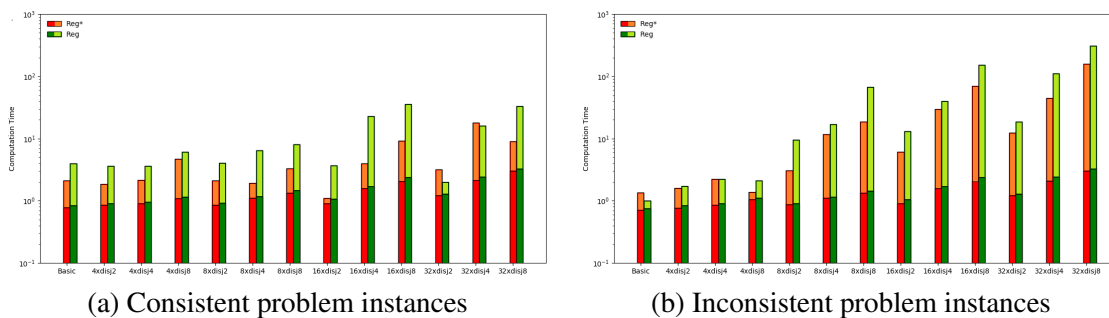 10³
10²
10¹
10⁰
10⁻¹
Computation Time
Reg*
Reg
Basic 4xdisj2 4xdisj4 4xdisj8 8xdisj2 8xdisj4 8xdisj8 16xdisj2 16xdisj4 16xdisj8 32xdisj2 32xdisj4 32xdisj8
(a) Consistent problem instances
10³
10²
10¹
10⁰
10⁻¹
Computation Time
Reg*
Reg
Basic 4xdisj2 4xdisj4 4xdisj8 8xdisj2 8xdisj4 8xdisj8 16xdisj2 16xdisj4 16xdisj8 32xdisj2 32xdisj4 32xdisj8
(b) Inconsistent problem instances